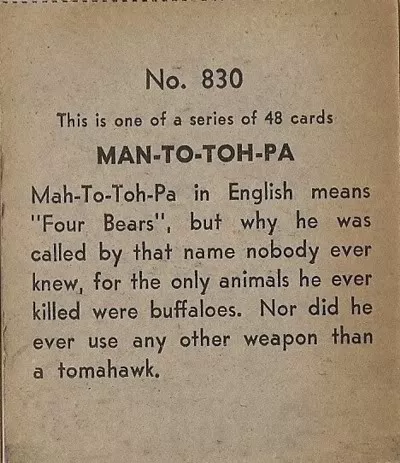 No. 830
This is one of a series of 48 cards
MAN-TO-TOH-PA
Mah-To-Toh-Pa in English means
"Four Bears", but why he was
called by that name nobody ever
knew, for the only animals he ever
killed were buffaloes. Nor did he
ever use any other weapon than
a tomahawk.